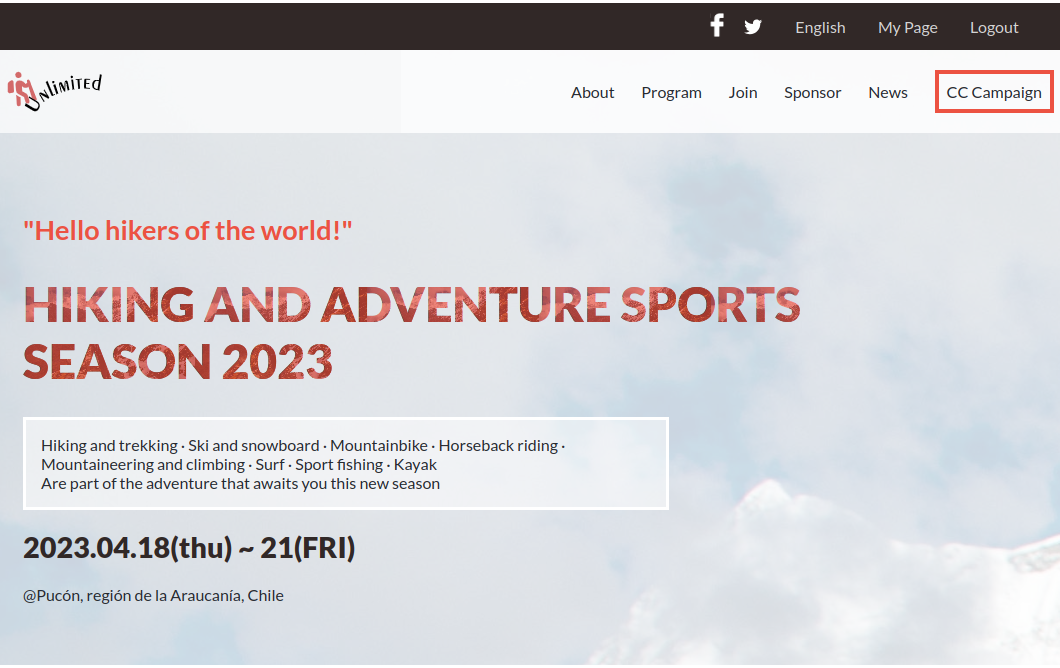 English My Page Logout
Unlimited
About Program Join Sponsor News CC Campaign
"Hello hikers of the world!"
HIKING AND ADVENTURE SPORTS
SEASON 2023
Hiking and trekking · Ski and snowboard · Mountainbike · Horseback riding ·
Mountaineering and climbing · Surf · Sport fishing · Kayak
Are part of the adventure that awaits you this new season
2023.04.18(thu) ~ 21(FRI)
@Pucón, región de la Araucanía, Chile